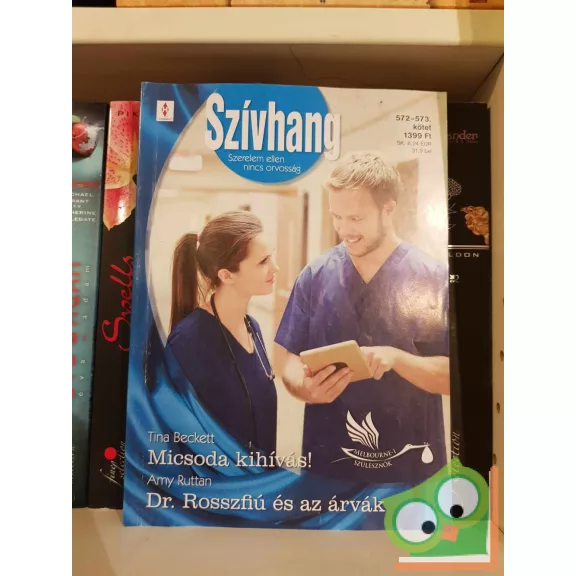 Szívhang
Szerelem ellen
nincs orvosság
572-573.
kötet
1399 Ft
Tina Beckett
Micsoda kihívás!
Amy Ruttan
Dr. Rosszfiú és az árvák
MELBOURNE-I
SZÜLÉSZNŐK